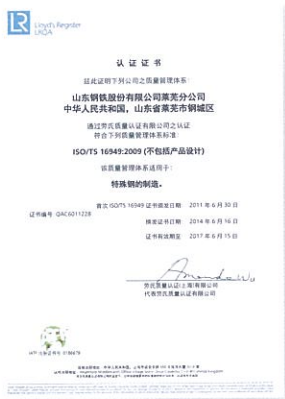 Lloyd's Register
LRQA
认证证书
兹此证明下列公司之质量管理体系：
山东钢铁股份有限公司莱芜分公司
中华人民共和国，山东省莱芜市钢城区
通过劳氏质量认证有限公司之认证
符合下列质量管理体系标准：
ISO/TS 16949:2009 (不包括产品设计)
该质量管理体系适用于：
特殊钢的制造。
首次 ISO/TS 16949 证书颁发日期 2011 年 6 月 30 日
证书编号 QAC6011228
换发证书日期 2014 年 6 月 16 日
证书有效期至 2017 年 6 月 15 日
劳氏质量认证(上海)有限公司
代表劳氏质量认证有限公司